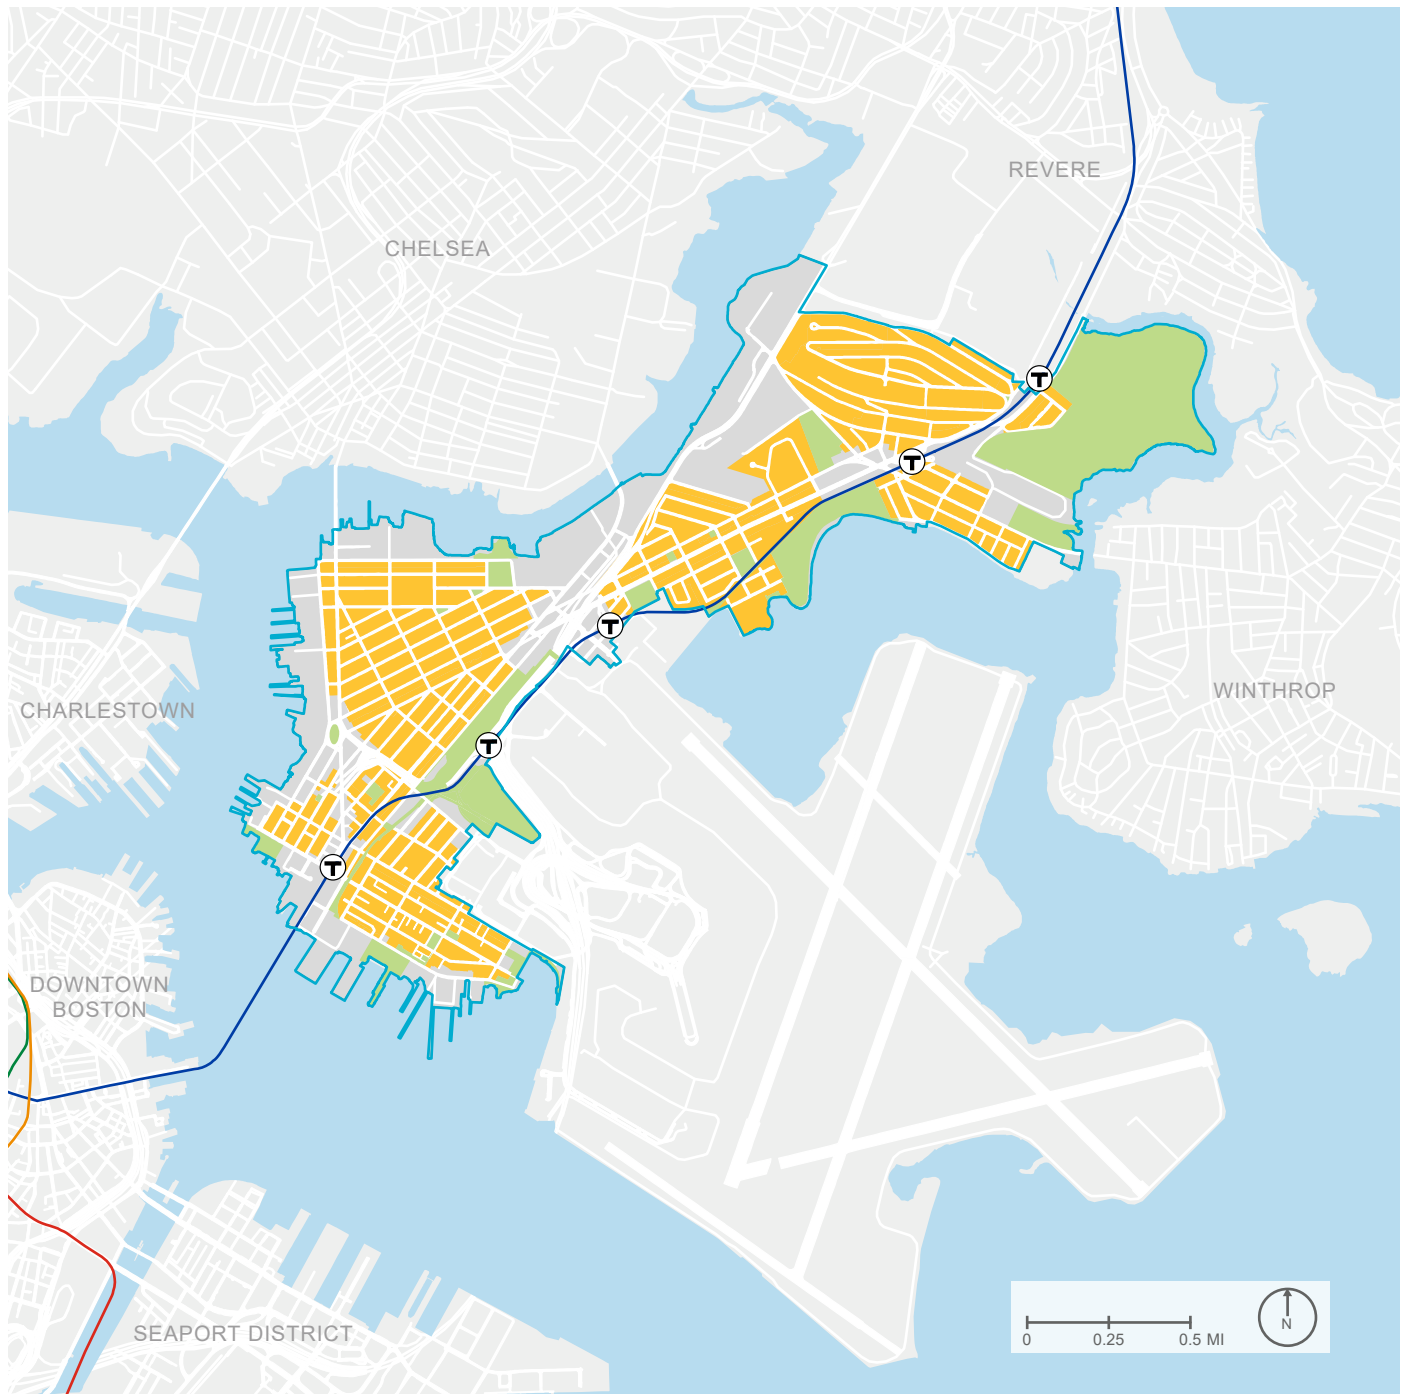 REVERE
CHELSEA
T
T
T
WINTHROP
CHARLESTOWN
T
T
DOWNTOWN
BOSTON
SEAPORT DISTRICT
0 0.25 0.5 MI
N